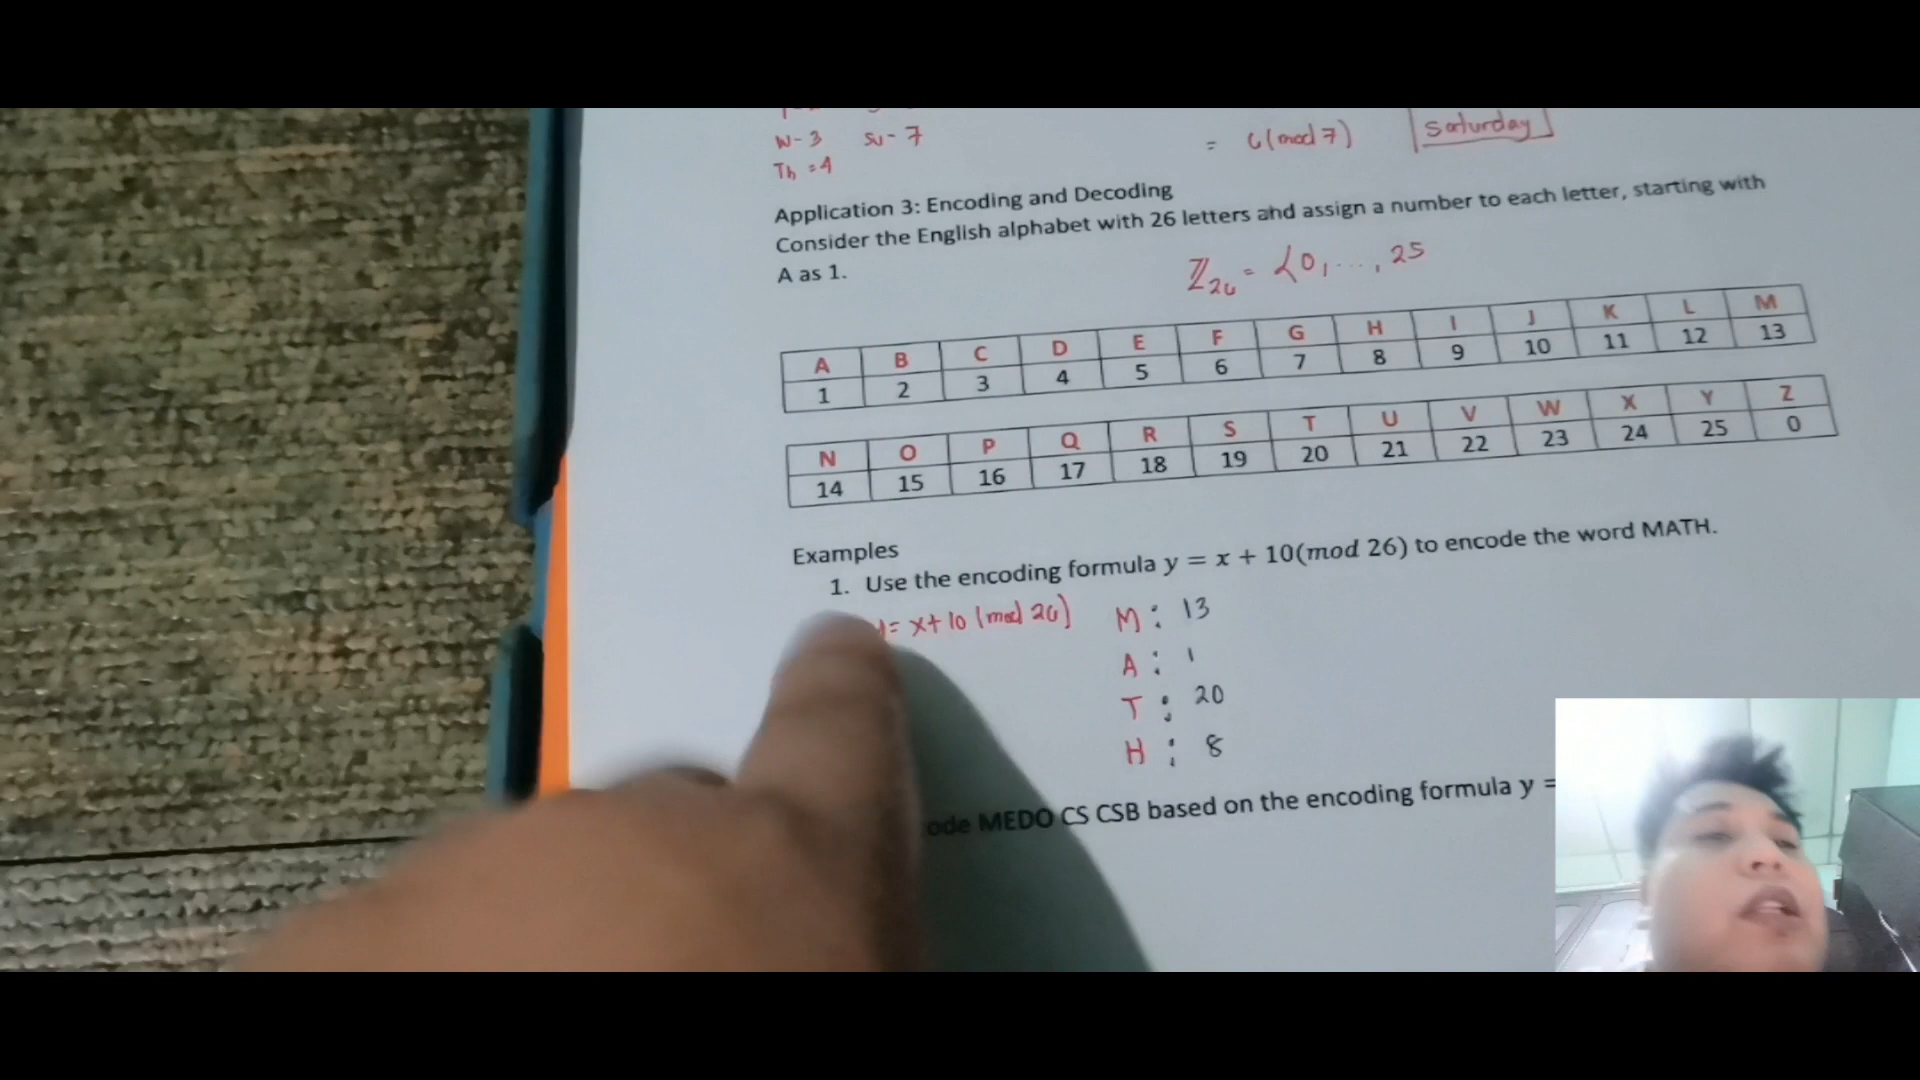 W-3 Su-7
Th=4
= 6(mod 7) Saturday
Application 3: Encoding and Decoding
Consider the English alphabet with 26 letters and assign a number to each letter, starting with
A as 1.
Z26 = {0, ..., 25
A B C D E F G H I J K L M
1 2 3 4 5 6 7 8 9 10 11 12 13
N O P Q R S T U V W X Y Z
14 15 16 17 18 19 20 21 22 23 24 25 0
Examples
1. Use the encoding formula y = x + 10(mod 26) to encode the word MATH.
= x+10 (mod 26) M: 13
A: 1
T: 20
H: 8
MEDO CS CSB based on the encoding formula y =